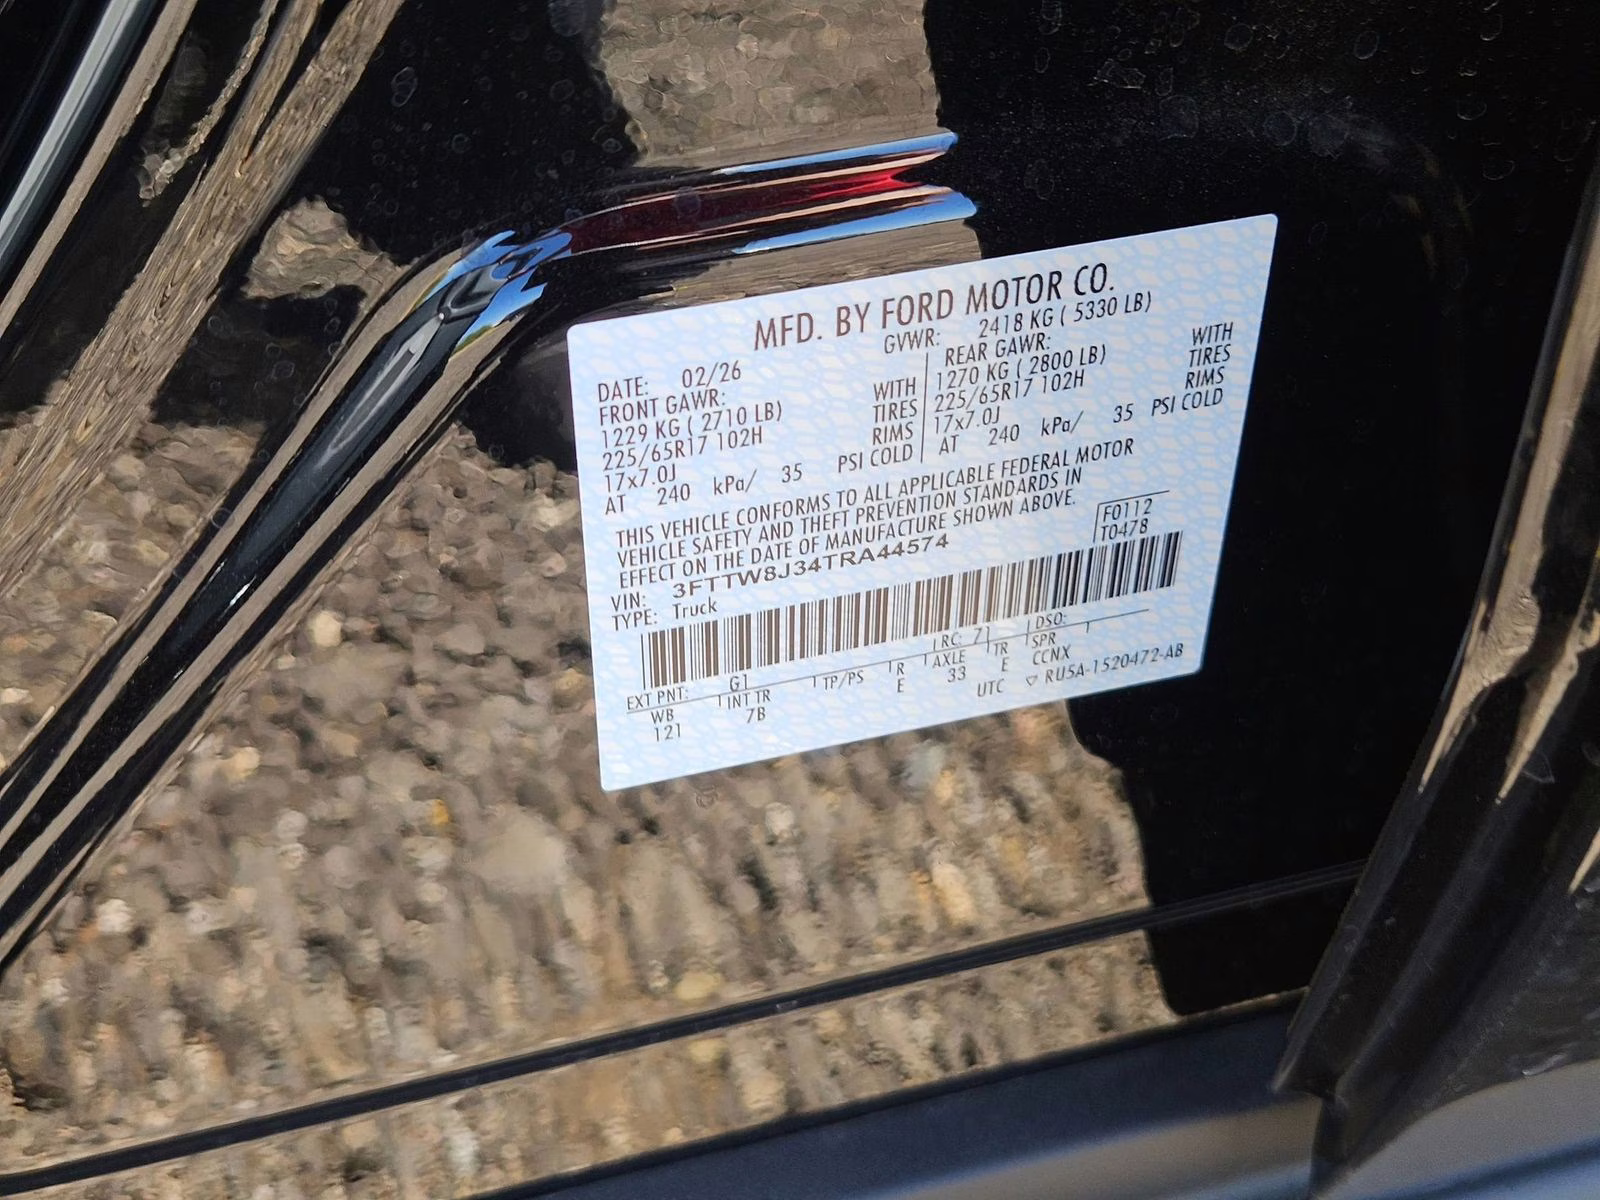 MFD. BY FORD MOTOR CO.
DATE: 02/26 GVWR: 2418 KG ( 5330 LB)
FRONT GAWR: REAR GAWR:
1229 KG ( 2710 LB) WITH 1270 KG ( 2800 LB) WITH
225/65R17 102H TIRES 225/65R17 102H TIRES
17x7.0J RIMS 17x7.0J RIMS
AT 240 kPa/ 35 PSI COLD AT 240 kPa/ 35 PSI COLD
THIS VEHICLE CONFORMS TO ALL APPLICABLE FEDERAL MOTOR
VEHICLE SAFETY AND THEFT PREVENTION STANDARDS IN
EFFECT ON THE DATE OF MANUFACTURE SHOWN ABOVE.
VIN: 3FTTW8J34TRA44574 F0112
TYPE: Truck T0478
EXT PNT: G1 RC: 71 DSO:
WB INT TR TP/PS R AXLE TR SPR
121 7B E 33 E CCNX
UTC ▽ RU5A-1520472-AB